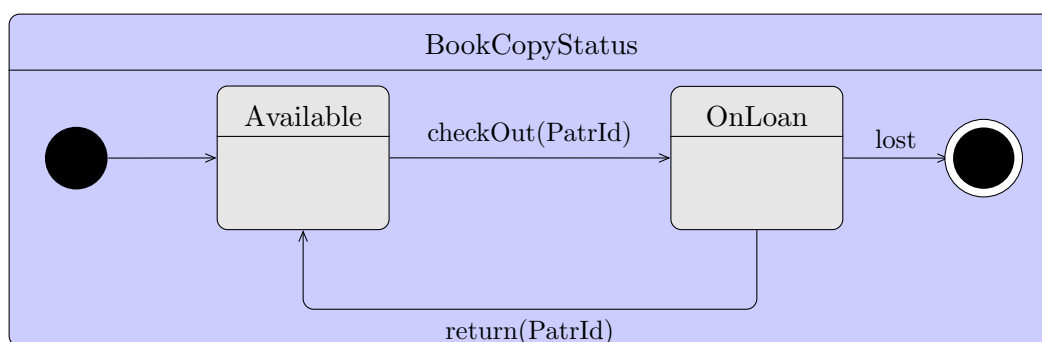 BookCopyStatus
Available
checkOut(PatrId)
OnLoan
lost
return(PatrId)